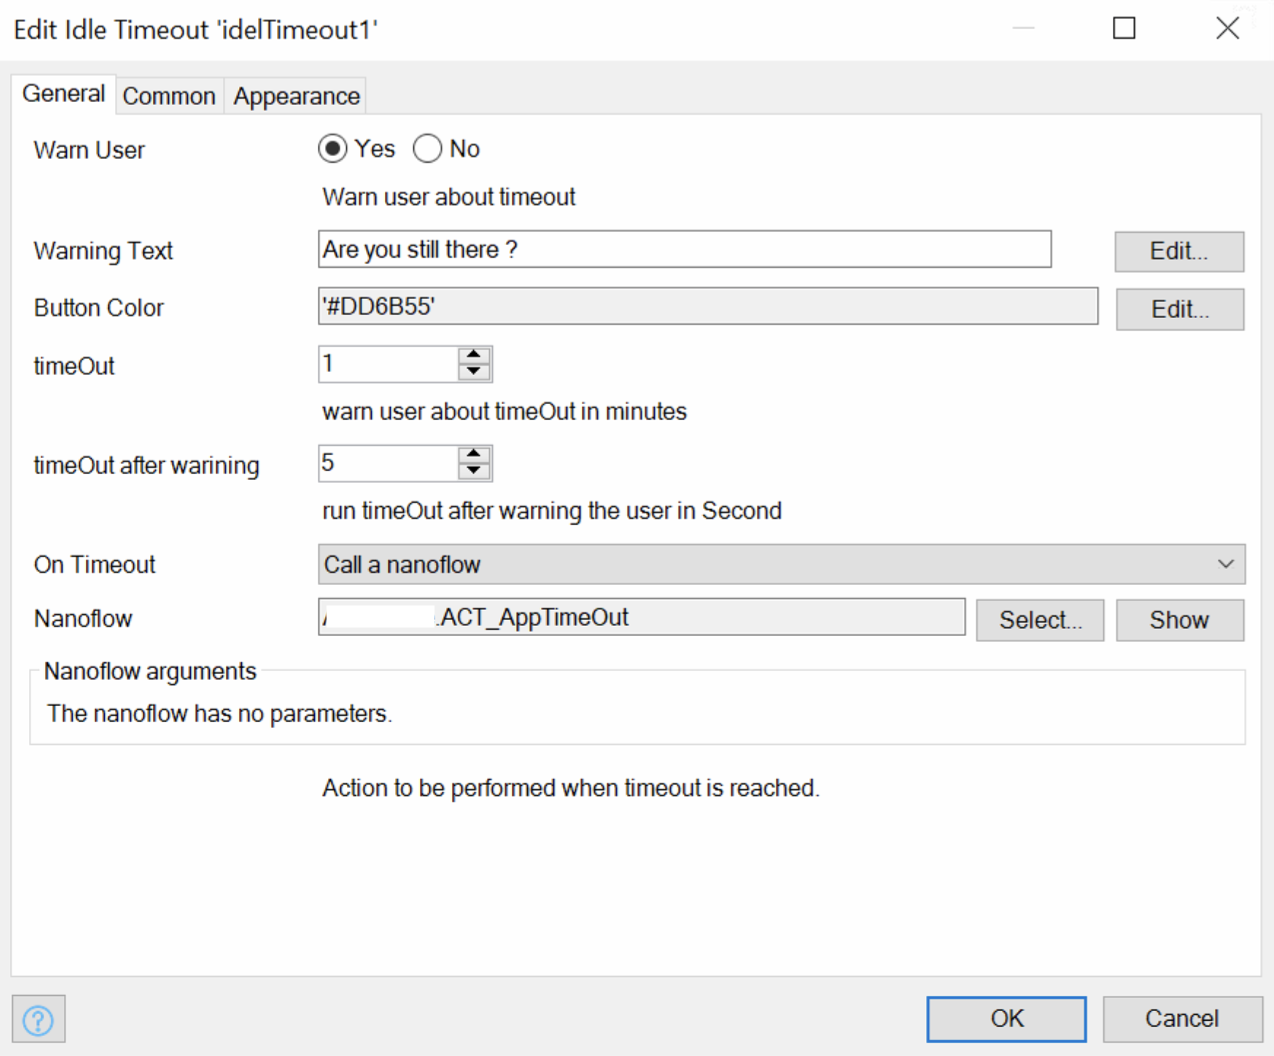 Edit Idle Timeout 'idelTimeout1'
General Common Appearance
Warn User Yes No
Warn user about timeout
Warning Text Are you still there ? Edit...
Button Color '#DD6B55' Edit...
timeOut 1
warn user about timeOut in minutes
timeOut after warining 5
run timeOut after warning the user in Second
On Timeout Call a nanoflow
Nanoflow .ACT_AppTimeOut Select... Show
Nanoflow arguments
The nanoflow has no parameters.
Action to be performed when timeout is reached.
? OK Cancel